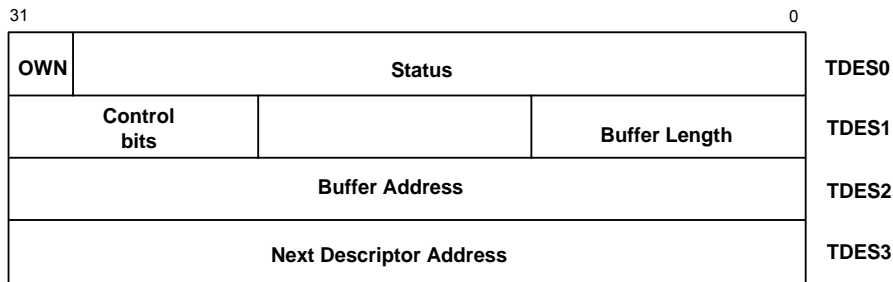 31 0
OWN Status TDES0
Control
bits
Buffer Length TDES1
Buffer Address TDES2
Next Descriptor Address TDES3